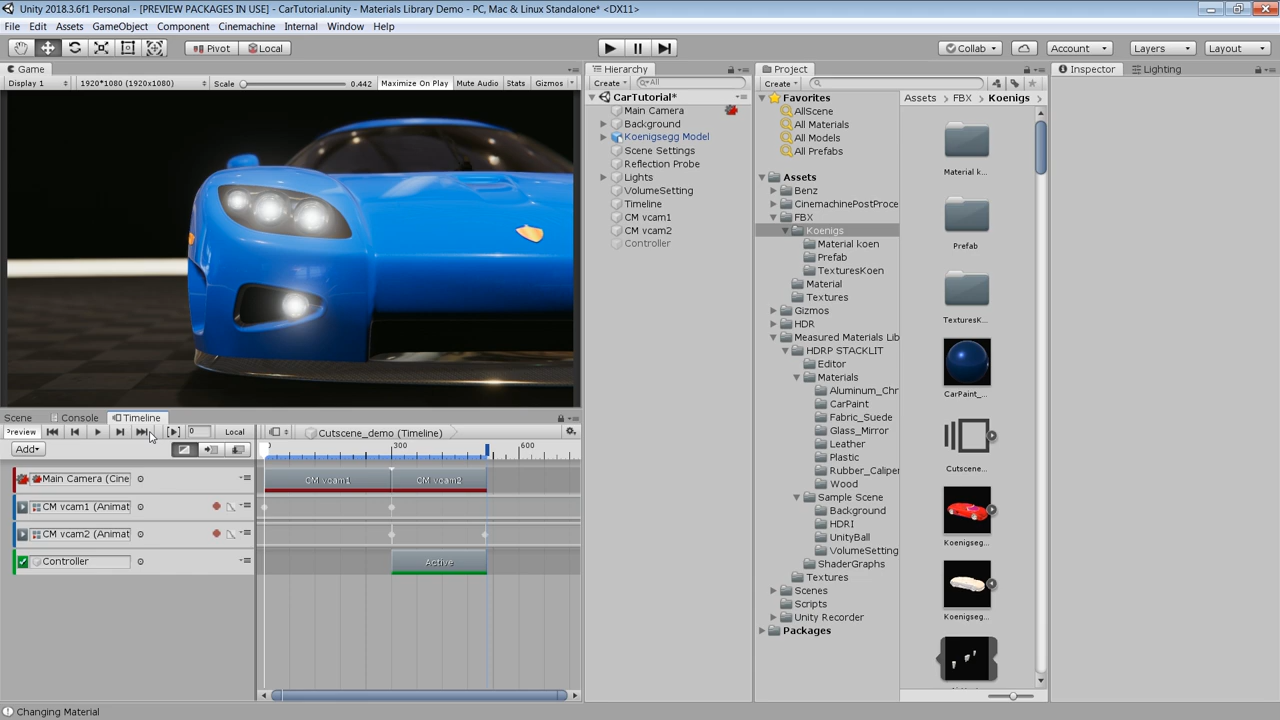 Unity 2018.3.6f1 Personal - [PREVIEW PACKAGES IN USE] - CarTutorial.unity - Materials Library Demo - PC, Mac & Linux Standalone* <DX11>
File Edit Assets GameObject Component Cinemachine Internal Window Help
Pivot Local Collab Account Layers Layout
Game
Display 1 1920*1080 (1920x1080) Scale 0.442 Maximize On Play Mute Audio Stats Gizmos
Hierarchy
Create All
CarTutorial*
Main Camera
Background
Koenigsegg Model
Scene Settings
Reflection Probe
Lights
VolumeSetting
Timeline
CM vcam1
CM vcam2
Controller
Project
Create
Favorites
AllScene
All Materials
All Models
All Prefabs
Assets
Benz
CinemachinePostProce
FBX
Koenigs
Material koen
Prefab
TexturesKoen
Material
Textures
Gizmos
HDR
Measured Materials Lib
HDRP STACKLIT
Editor
Materials
Aluminum_Chr
CarPaint
Fabric_Suede
Glass_Mirror
Leather
Plastic
Rubber_Caliper
Wood
Sample Scene
Background
HDRI
UnityBall
VolumeSetting
ShaderGraphs
Textures
Scenes
Scripts
Unity Recorder
Packages
Assets FBX Koenigs
Material k...
Prefab
TexturesK...
CarPaint_...
Cutscene...
Koenigseg...
Koenigseg...
Inspector Lighting
Scene Console Timeline
Preview 0 Local Cutscene_demo (Timeline)
Add
300 600
Main Camera (Cine CM vcam1 CM vcam2
CM vcam1 (Animat
CM vcam2 (Animat
Controller Active
Changing Material